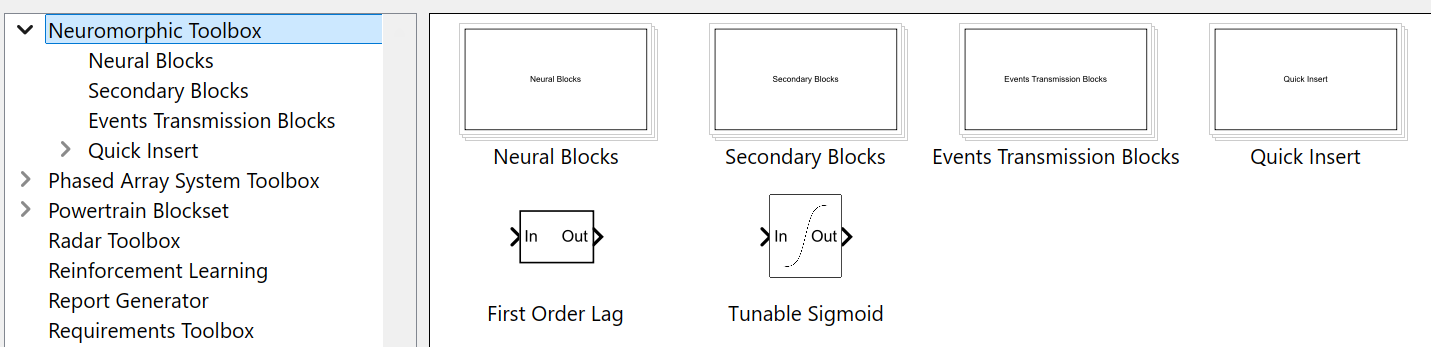 Neuromorphic Toolbox
Neural Blocks
Secondary Blocks
Events Transmission Blocks
Quick Insert
Phased Array System Toolbox
Powertrain Blockset
Radar Toolbox
Reinforcement Learning
Report Generator
Requirements Toolbox
Neural Blocks Secondary Blocks Events Transmission Blocks Quick Insert
Neural Blocks Secondary Blocks Events Transmission Blocks Quick Insert
In Out In Out
First Order Lag Tunable Sigmoid